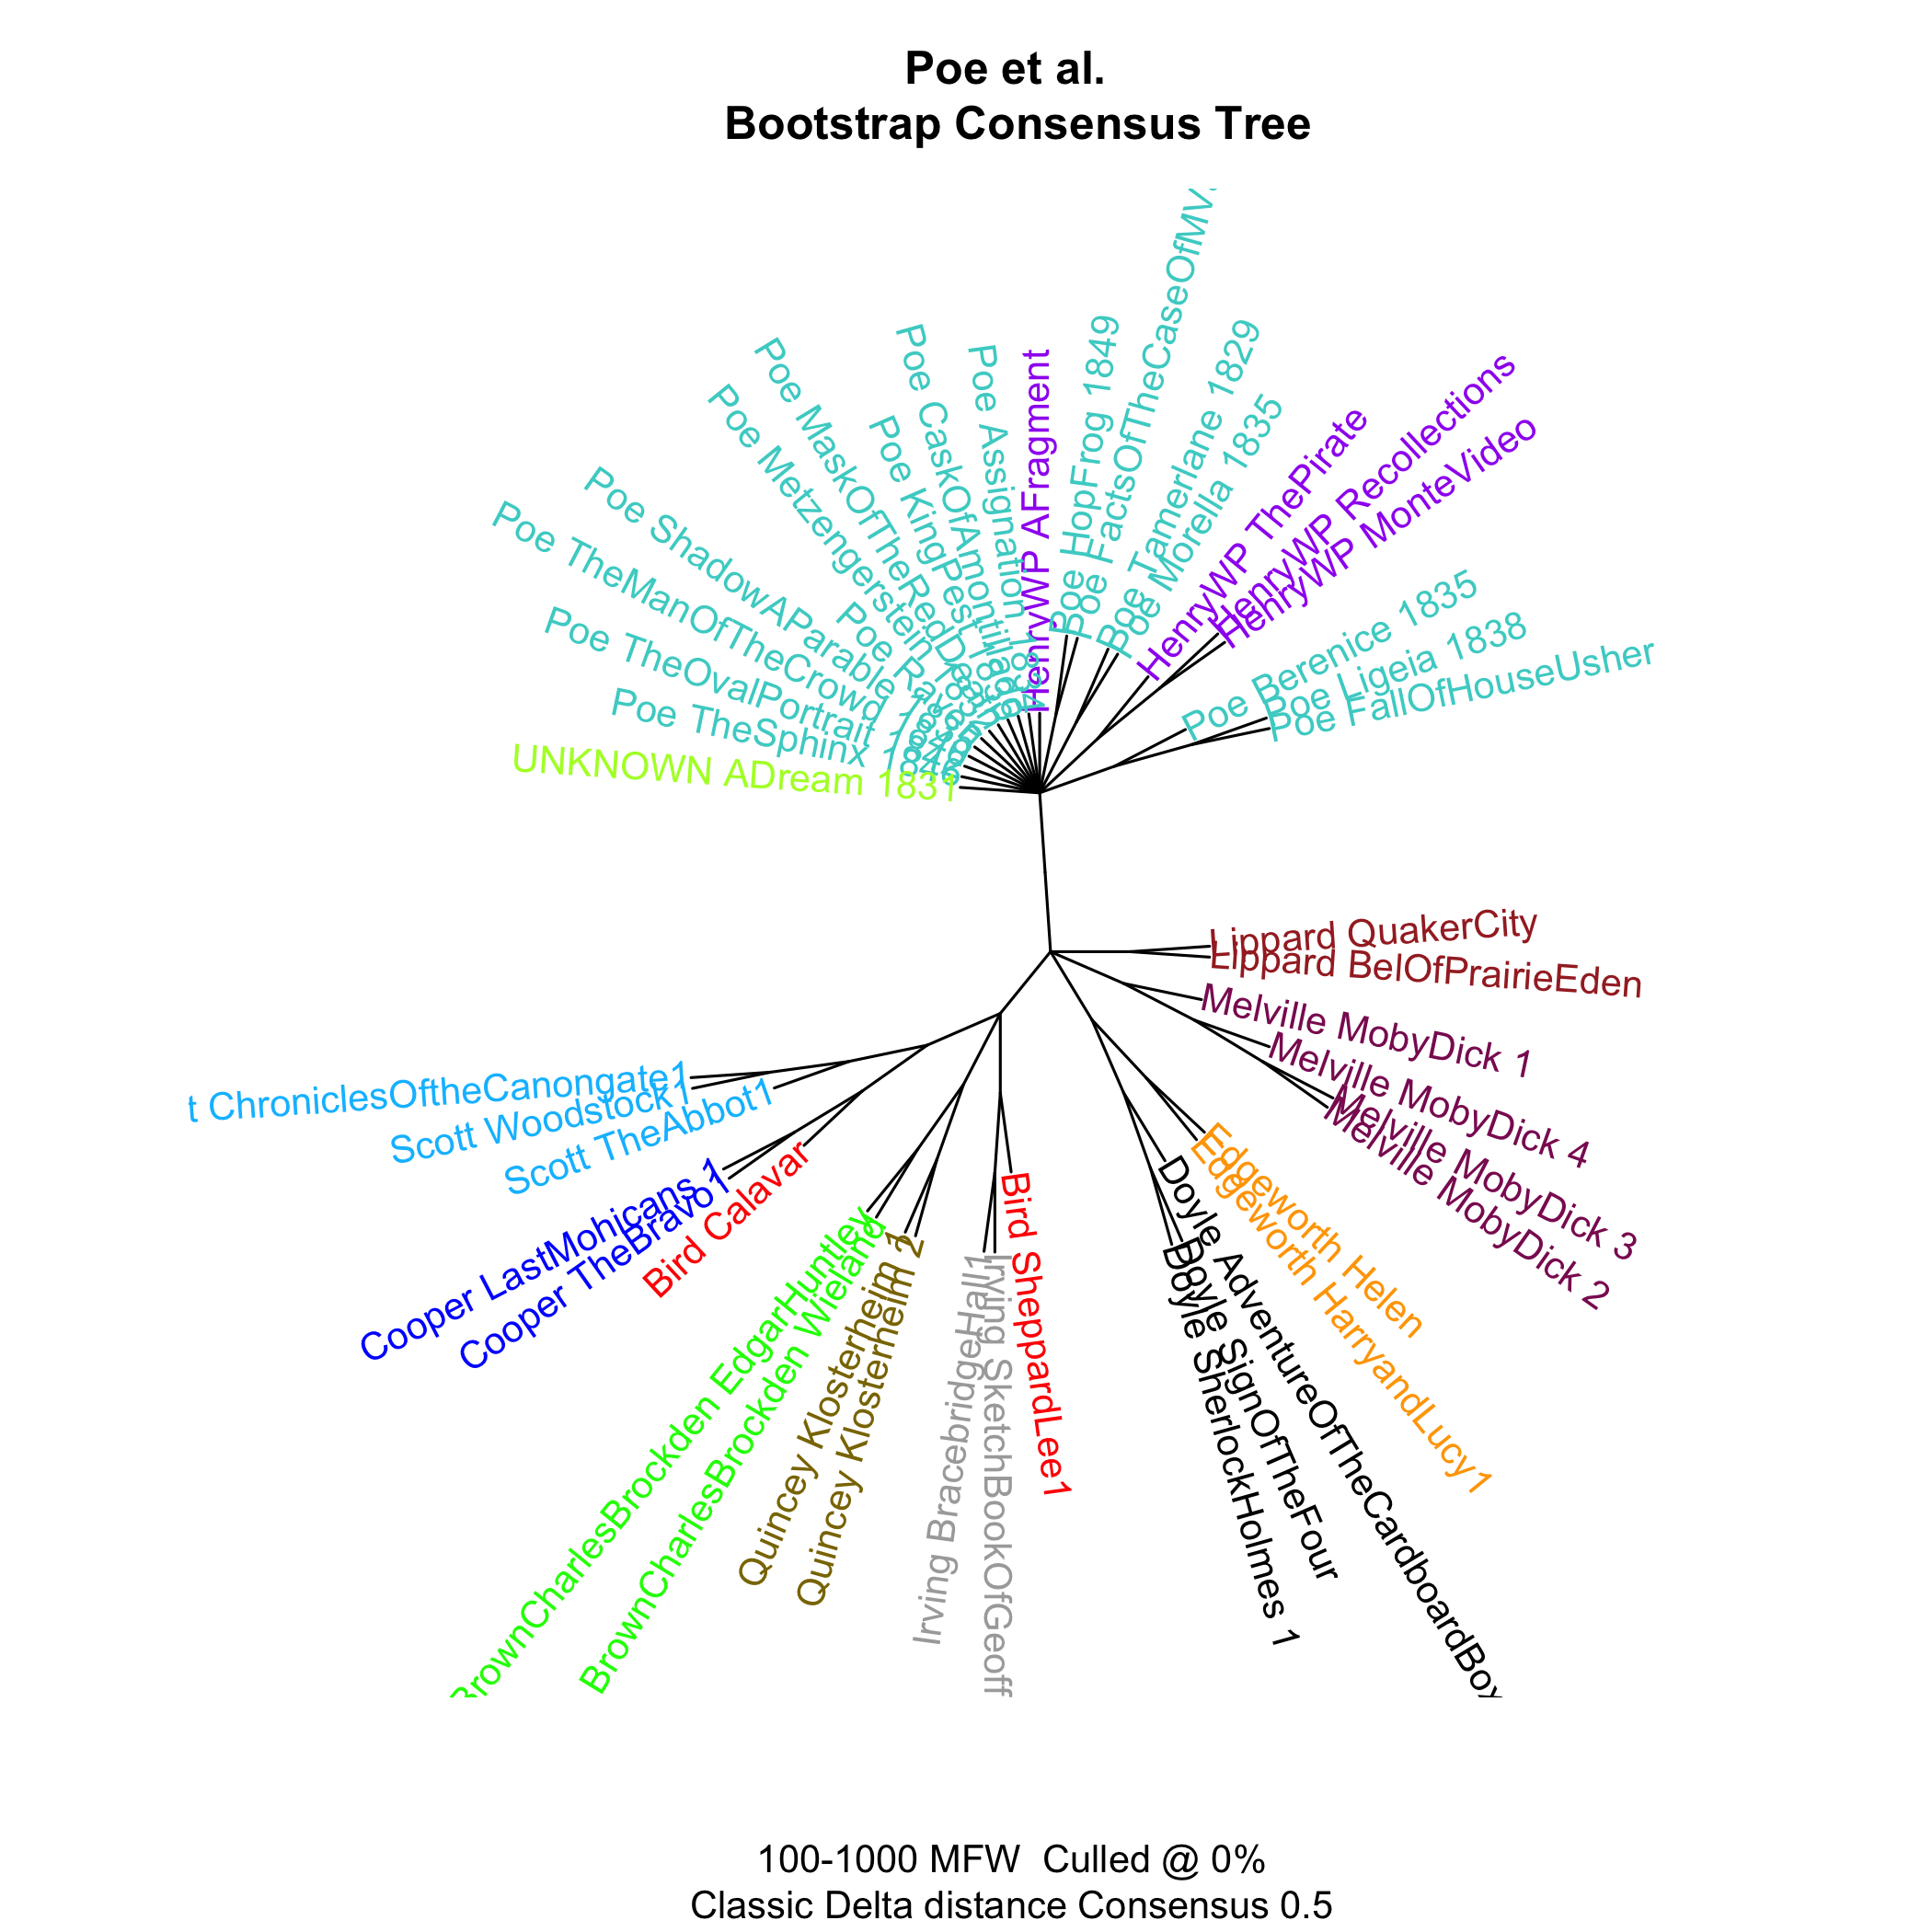 Poe et al.
Bootstrap Consensus Tree
Poe FactsOfTheCaseOfMV
Poe HopFrog 1849
Poe Tamerlane 1829
Poe Morella 1835
HenryWP AFragment
Poe Assignation
Poe CaskOfAmontillado
Poe KingPest
Poe MaskOfTheRedDeath
Poe Metzengerstein
Poe
Poe ShadowAParable
Poe TheManOfTheCrowd
Poe TheOvalPortrait
Poe TheSphinx 1846
UNKNOWN ADream 1831
HenryWP ThePirate
HenryWP Recollections
HenryWP MonteVideo
Poe Berenice 1835
Poe Ligeia 1838
Poe FallOfHouseUsher
Lippard QuakerCity
Lippard BelOfPrairieEden
Melville MobyDick 1
Melville MobyDick 4
Melville MobyDick 3
Melville MobyDick 2
Edgeworth Helen
Edgeworth HarryandLucy1
Doyle AdventureOfTheCardboardBox
Doyle SignOfTheFour
Doyle SherlockHolmes 1
Bird SheppardLee1
Irving SketchBookOfGeoff
Irving BracebridgeHall1
Quincey Klosterheim 2
Quincey Klosterheim 1
BrownCharlesBrockden Wieland
BrownCharlesBrockden EdgarHuntley
Bird Calavar
Cooper TheBravo1
Cooper LastMohicans 1
Scott TheAbbot1
Scott Woodstock1
t ChroniclesOftheCanongate1
100-1000 MFW Culled @ 0%
Classic Delta distance Consensus 0.5